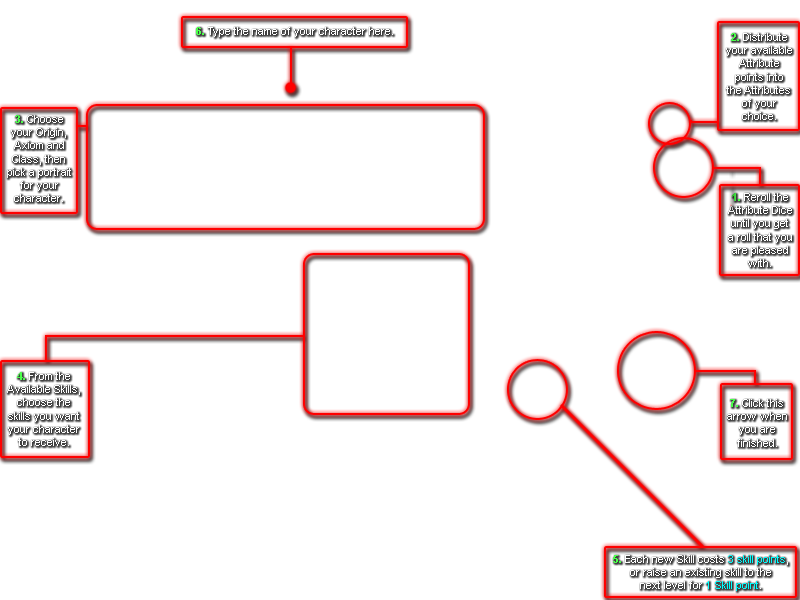 6. Type the name of your character here.
2. Distribute
your available
Attribute
points into
the Attributes
of your
choice.
3. Choose
your Origin,
Axiom and
Class, then
pick a portrait
for your
character.
1. Reroll the
Attribute Dice
until you get
a roll that you
are pleased
with.
4. From the
Available Skills,
choose the
skills you want
your character
to receive.
7. Click this
arrow when
you are
finished.
5. Each new Skill costs 3 skill points,
or raise an existing skill to the
next level for 1 Skill point.